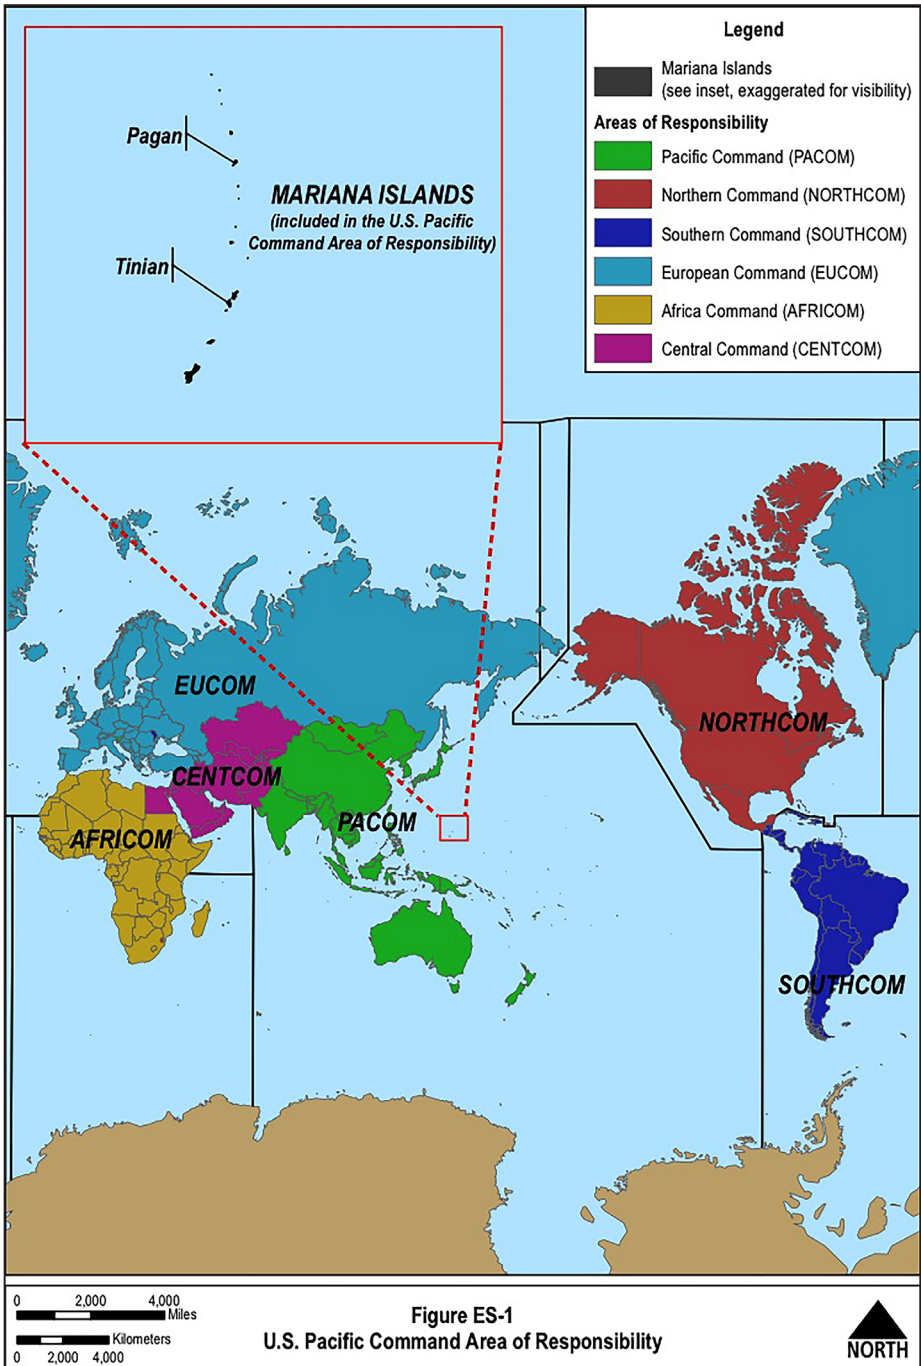 Legend
Mariana Islands
(see inset, exaggerated for visibility)
Areas of Responsibility
Pacific Command (PACOM)
Northern Command (NORTHCOM)
Southern Command (SOUTHCOM)
European Command (EUCOM)
Africa Command (AFRICOM)
Central Command (CENTCOM)
Pagan
MARIANA ISLANDS
(included in the U.S. Pacific
Command Area of Responsibility)
Tinian
EUCOM
NORTHCOM
CENTCOM
PACOM
AFRICOM
SOUTHCOM
0 2,000 4,000
Miles
Kilometers
0 2,000 4,000
Figure ES-1
U.S. Pacific Command Area of Responsibility
NORTH